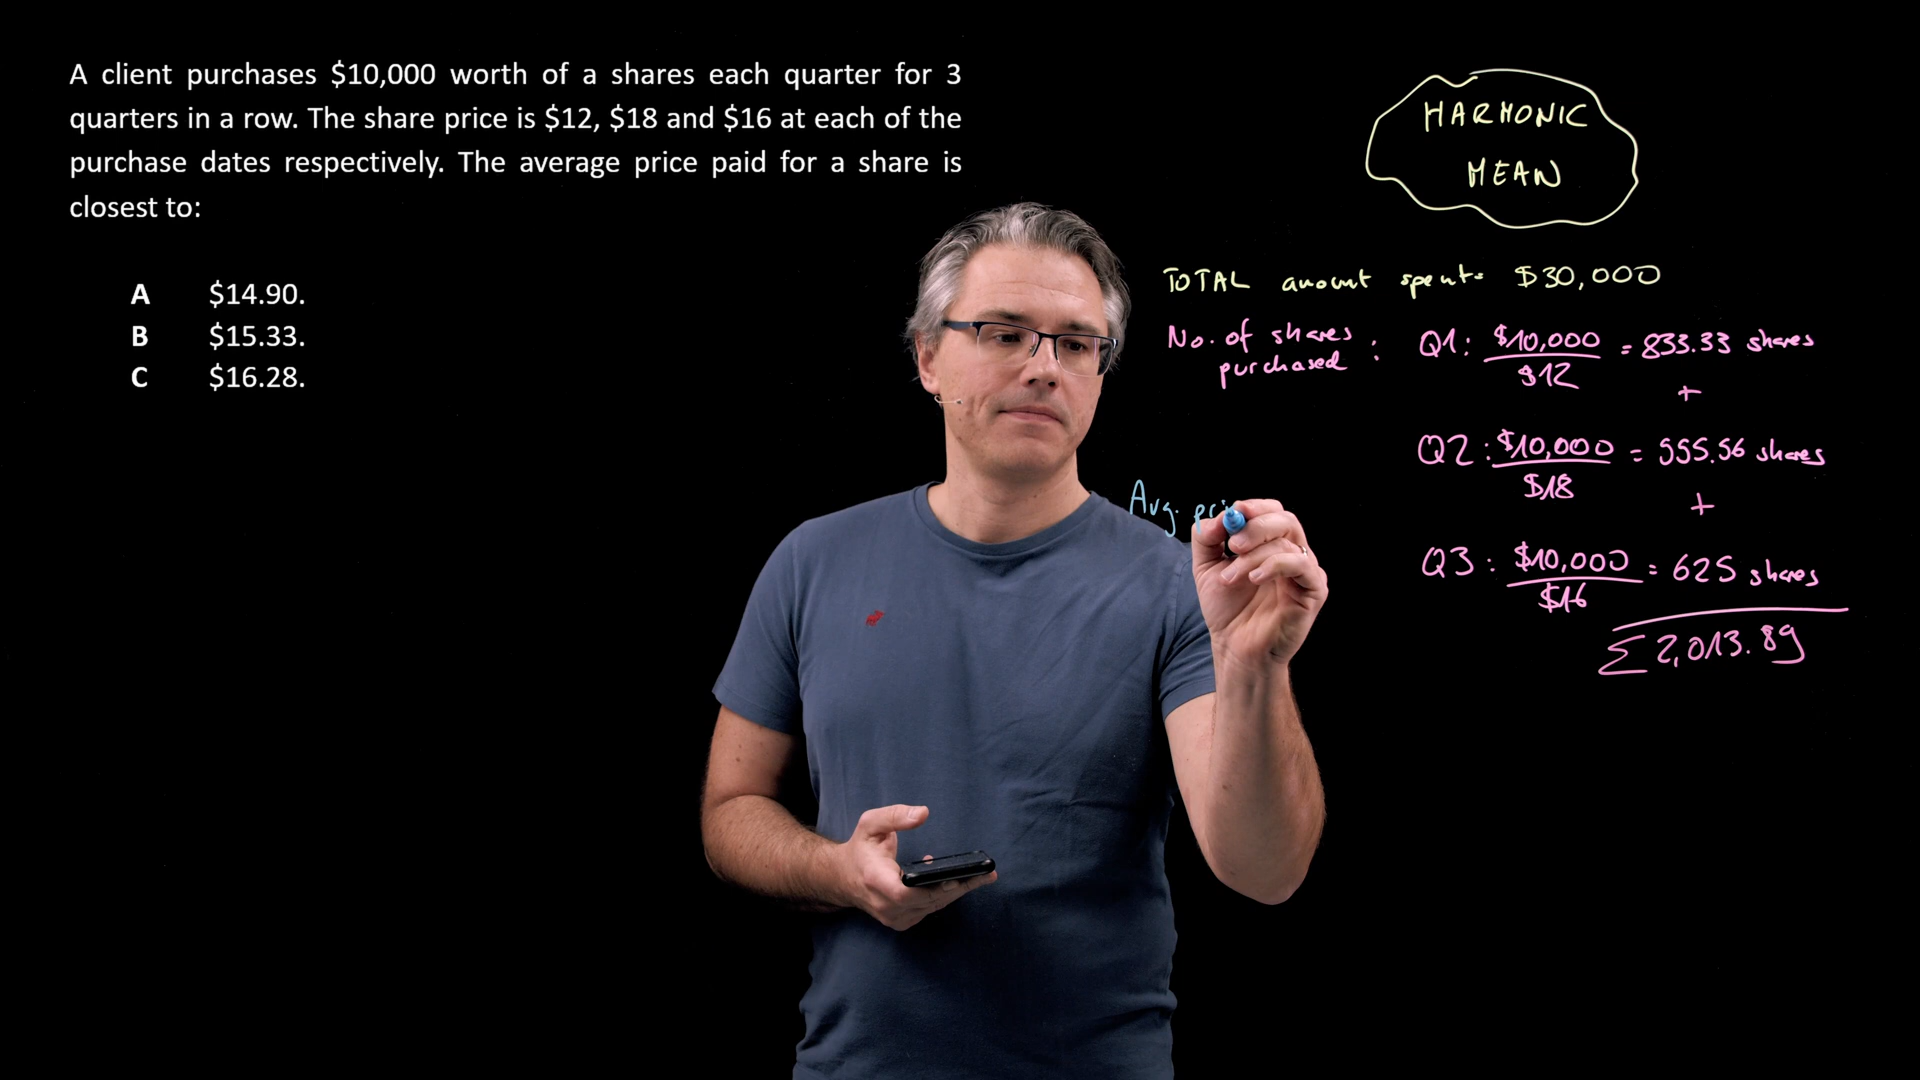 A client purchases $10,000 worth of a shares each quarter for 3
quarters in a row. The share price is $12, $18 and $16 at each of the
purchase dates respectively. The average price paid for a share is
closest to:
A $14.90.
B $15.33.
C $16.28.
HARMONIC
MEAN
TOTAL amount spent = $30,000
No. of shares
purchased :
Q1: $10,000 = 833.33 shares
$12
+
Q2: $10,000 = 555.56 shares
$18
+
Avg. pri
Q3: $10,000 = 625 shares
$16
Σ 2,013.89